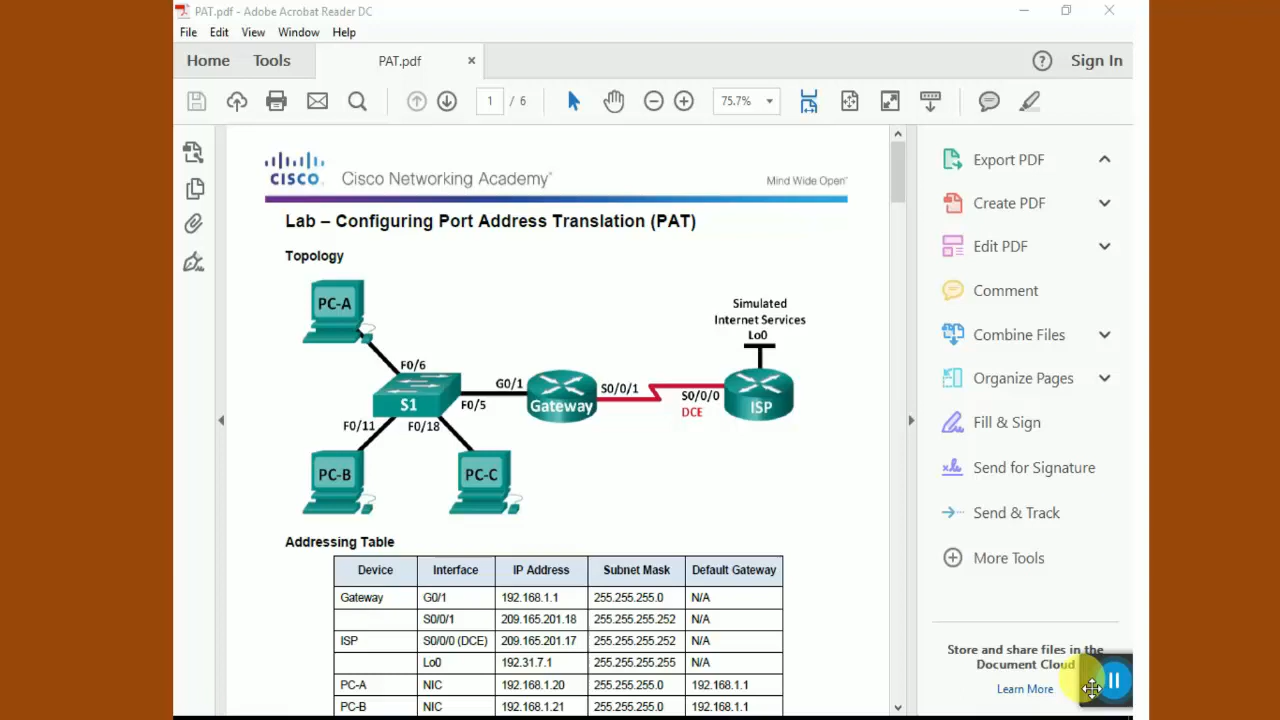 PAT.pdf - Adobe Acrobat Reader DC
File Edit View Window Help
Home Tools PAT.pdf × Sign In
1 / 6 75.7%
CISCO Cisco Networking Academy Mind Wide Open
Lab – Configuring Port Address Translation (PAT)
Topology
PC-A
Simulated
Internet Services
Lo0
F0/6
S1
F0/5
G0/1
Gateway
S0/0/1
S0/0/0
DCE
ISP
F0/11
F0/18
PC-B
PC-C
Addressing Table
Device Interface IP Address Subnet Mask Default Gateway
Gateway G0/1 192.168.1.1 255.255.255.0 N/A
S0/0/1 209.165.201.18 255.255.255.252 N/A
ISP S0/0/0 (DCE) 209.165.201.17 255.255.255.252 N/A
Lo0 192.31.7.1 255.255.255.255 N/A
PC-A NIC 192.168.1.20 255.255.255.0 192.168.1.1
PC-B NIC 192.168.1.21 255.255.255.0 192.168.1.1
Export PDF
Create PDF
Edit PDF
Comment
Combine Files
Organize Pages
Fill & Sign
Send for Signature
Send & Track
More Tools
Store and share files in the
Document Cloud
Learn More